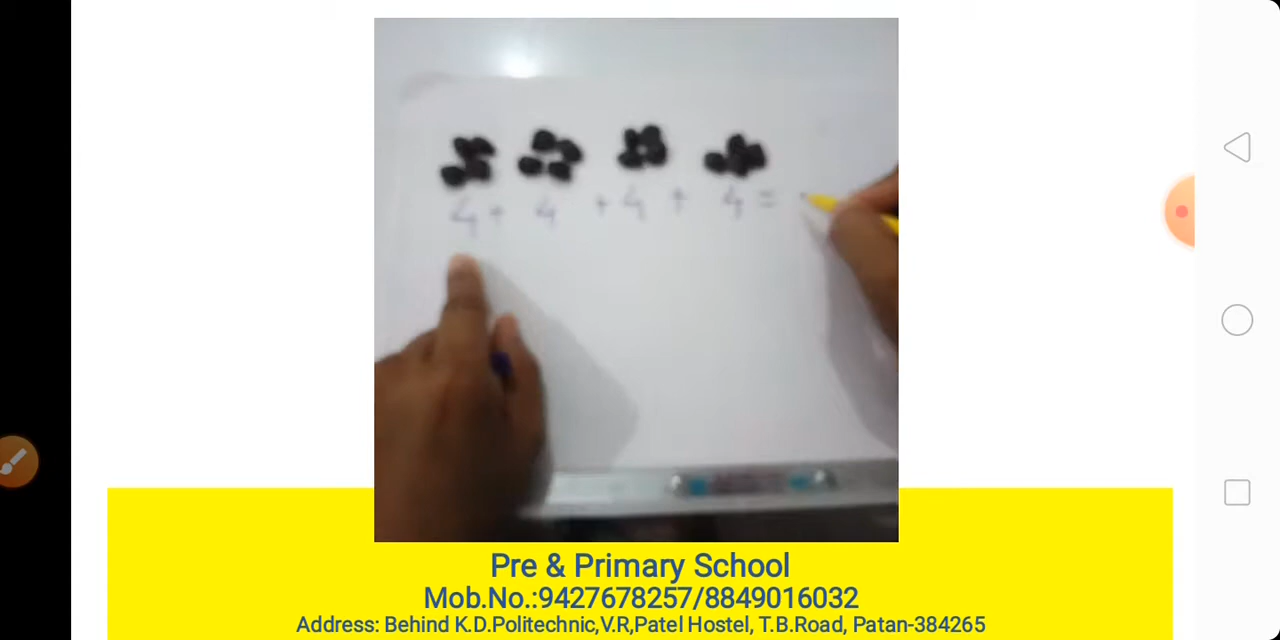 4 + 4 + 4 + 4 =
Pre & Primary School
Mob.No.:9427678257/8849016032
Address: Behind K.D.Politechnic,V.R,Patel Hostel, T.B.Road, Patan-384265